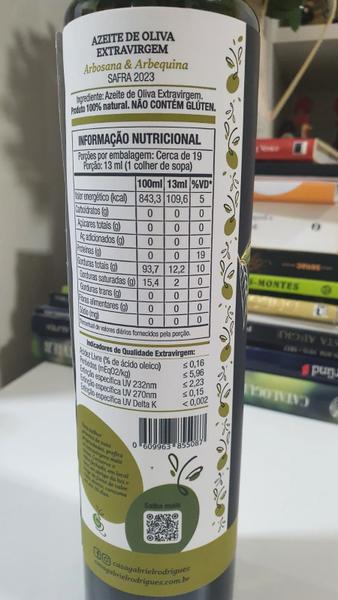 AZEITE DE OLIVA
EXTRAVIRGEM
Arbosana & Arbequina
SAFRA 2023
Ingrediente: Azeite de Oliva Extravirgem.
Produto 100% natural. NÃO CONTÉM GLÚTEN.
INFORMAÇÃO NUTRICIONAL
Porções por embalagem: Cerca de 19
Porção: 13 ml (1 colher de sopa)
100ml 13ml %VD*
Valor energético (kcal) 843,3 109,6 5
Carboidratos (g) 0 0 0
Açúcares totais (g) 0 0 0
Aç. adicionados (g) 0 0 0
Proteínas (g) 0 0 19
Gorduras totais (g) 93,7 12,2 10
Gorduras saturadas (g) 15,4 2 0
Gorduras trans (g) 0 0 0
Fibras alimentares (g) 0 0 0
Sódio (mg) 0 0 0
Percentual de valores diários fornecidos pela porção.
Indicadores de Qualidade Extravirgem:
Acidez Livre (% de ácido oleico) ≤ 0,16
Peróxidos (mEqO2/kg) ≤ 5,96
Extinção específica UV 232nm ≤ 2,23
Extinção específica UV 270nm ≤ 0,15
Extinção específica UV Delta K < 0,002
0 609963 855087
Saiba mais
casagabrielrodrigues
casagabrielrodrigues.com.br
-MONTES
CATALOGUE